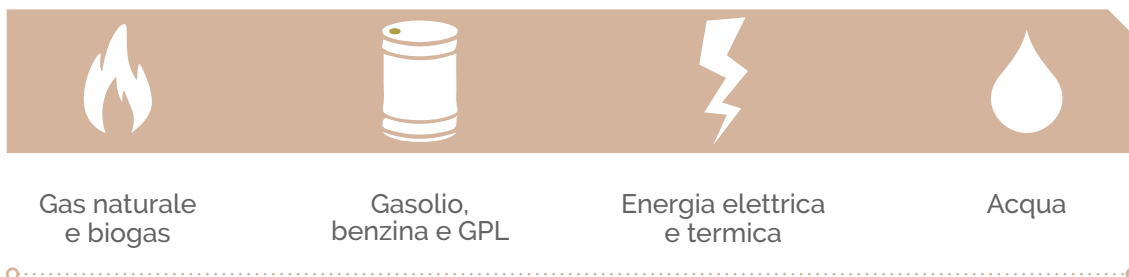 Gas naturale
e biogas
Gasolio,
benzina e GPL
Energia elettrica
e termica
Acqua